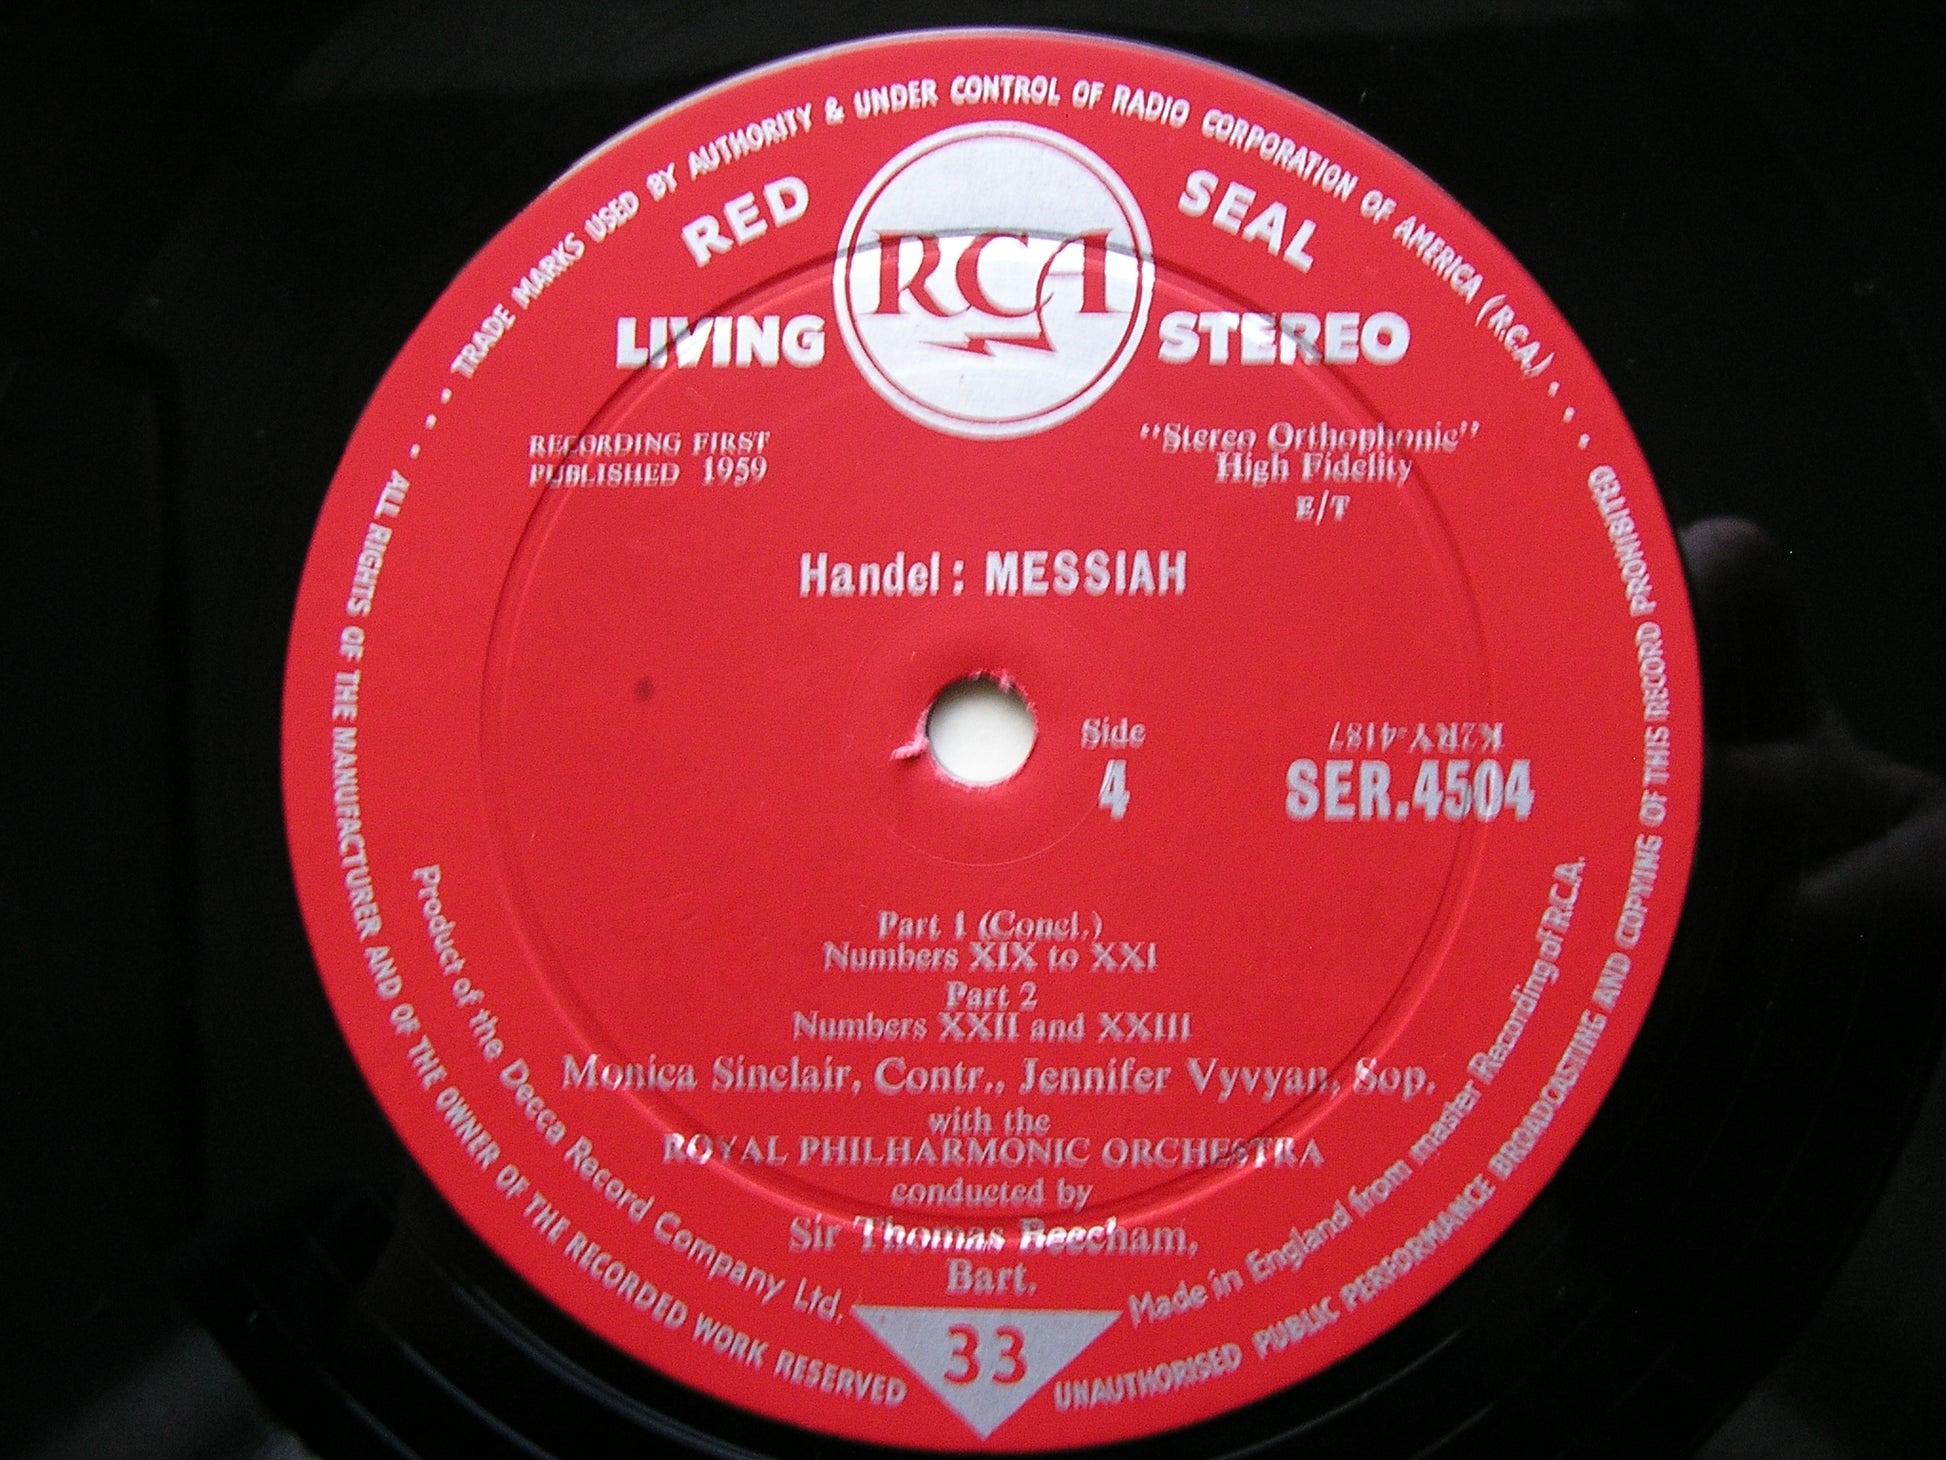 TRADE MARKS USED BY AUTHORITY & UNDER CONTROL OF RADIO CORPORATION OF AMERICA (R.C.A.)
RED SEAL
RCA
LIVING STEREO
RECORDING FIRST
PUBLISHED 1959
"Stereo Orthophonic"
High Fidelity
E/T
Handel: MESSIAH
Side
4
K2RY-4187
SER.4504
Part 1 (Concl.)
Numbers XIX to XXI
Part 2
Numbers XXII and XXIII
Monica Sinclair, Contr., Jennifer Vyvyan, Sop.
with the
ROYAL PHILHARMONIC ORCHESTRA
conducted by
Sir Thomas Beecham,
Bart.
33
Product of the Decca Record Company Ltd.
Made in England from master Recording of R.C.A.
ALL RIGHTS OF THE MANUFACTURER AND OF THE OWNER OF THE RECORDED WORK RESERVED
UNAUTHORISED PUBLIC PERFORMANCE BROADCASTING AND COPYING OF THIS RECORD PROHIBITED